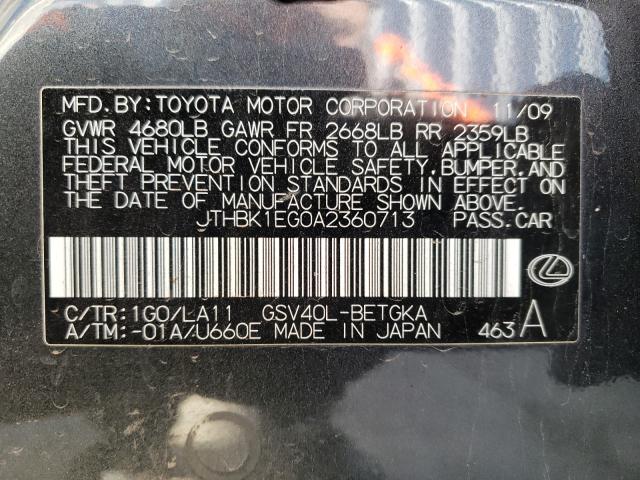 MFD. BY: TOYOTA MOTOR CORPORATION 11/09
GVWR 4680LB GAWR FR 2668LB RR 2359LB
THIS VEHICLE CONFORMS TO ALL APPLICABLE
FEDERAL MOTOR VEHICLE SAFETY, BUMPER, AND
THEFT PREVENTION STANDARDS IN EFFECT ON
THE DATE OF MANUFACTURE SHOWN ABOVE.
JTHBK1EG0A2360713 PASS. CAR
C/TR: 1G0/LA11 GSV40L-BETGKA
A/TM: -01A/U660E MADE IN JAPAN 463 A